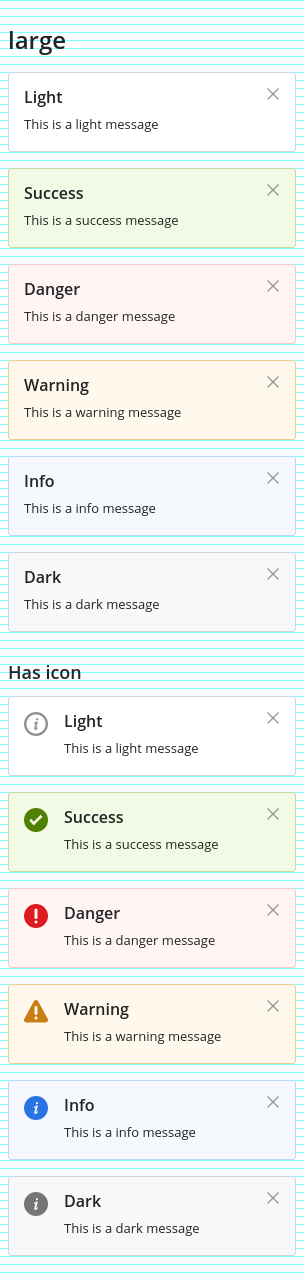 large
Light
This is a light message
Success
This is a success message
Danger
This is a danger message
Warning
This is a warning message
Info
This is a info message
Dark
This is a dark message
Has icon
Light
This is a light message
Success
This is a success message
Danger
This is a danger message
Warning
This is a warning message
Info
This is a info message
Dark
This is a dark message